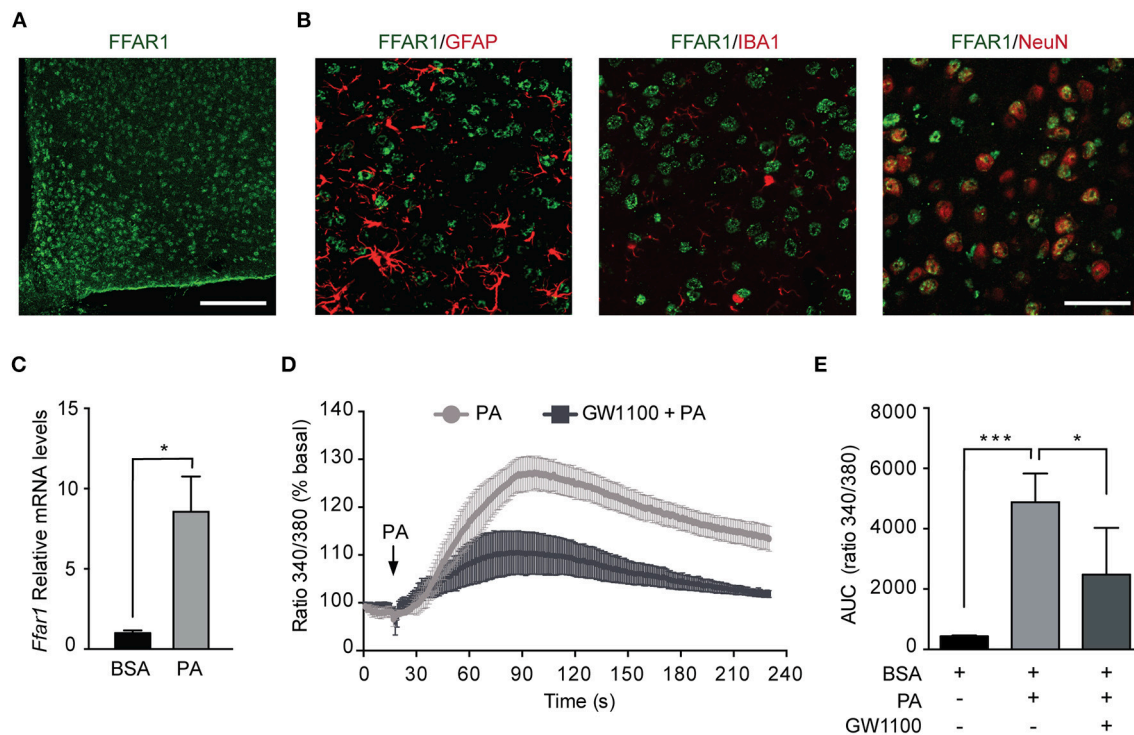 A
FFAR1
B
FFAR1/GFAP
FFAR1/IBA1
FFAR1/NeuN
C
Ffar1 Relative mRNA levels
15
10
5
0
*
BSA PA
D
Ratio 340/380 (% basal)
140
130
120
110
100
90
PA GW1100 + PA
PA
0 30 60 90 120 150 180 210 240
Time (s)
E
AUC (ratio 340/380)
8000
6000
4000
2000
0
*** *
BSA + + +
PA - + +
GW1100 - - +